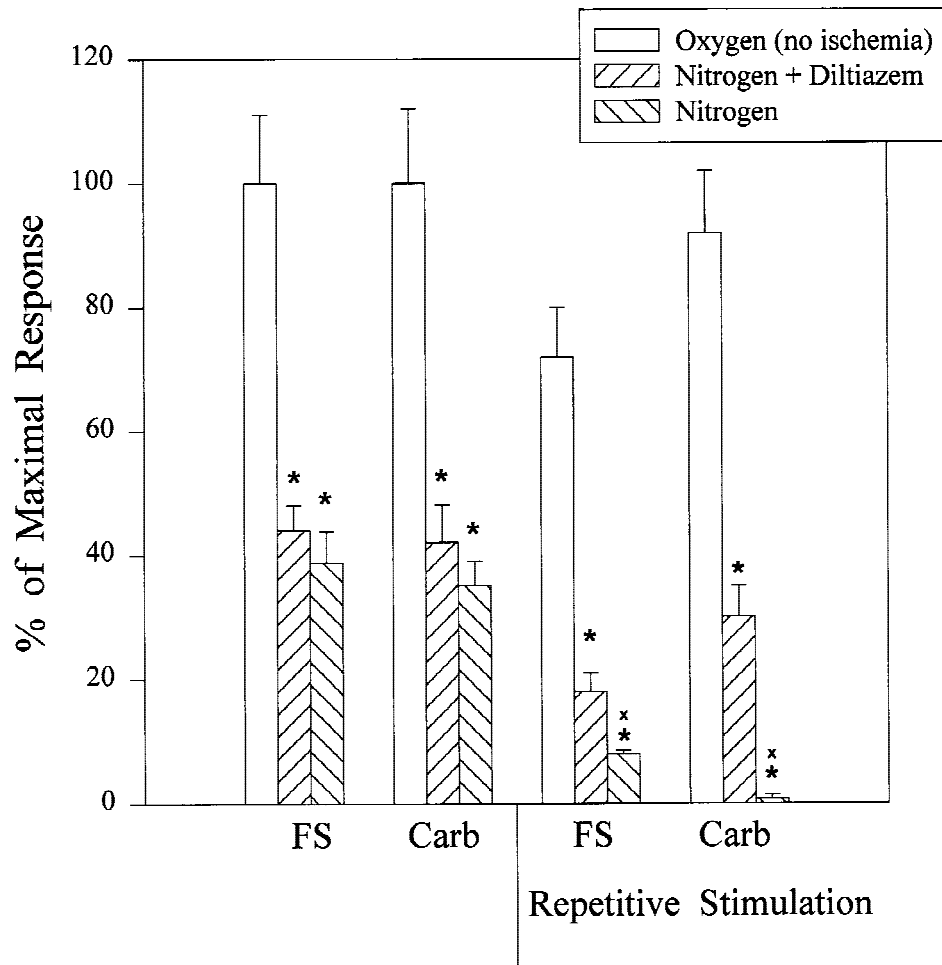 Oxygen (no ischemia)
Nitrogen + Diltiazem
Nitrogen
% of Maximal Response
120
100
80
60
40
20
0
* * * * * x * * x *
FS Carb FS Carb
Repetitive Stimulation